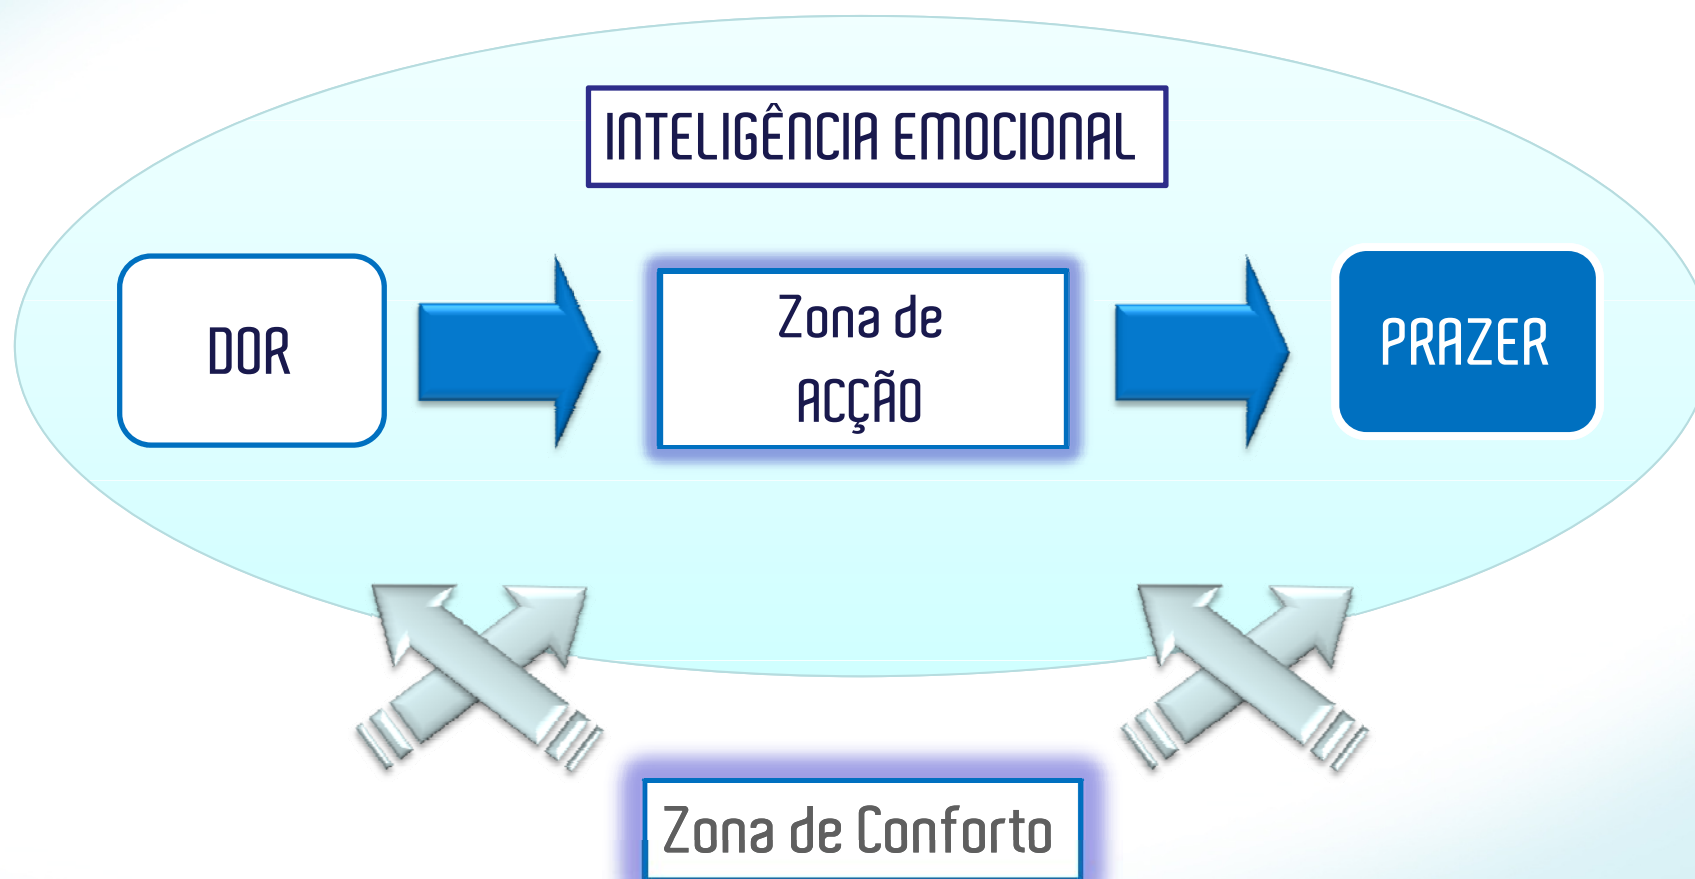 INTELIGÊNCIA EMOCIONAL
DOR
Zona de
ACÇÃO
PRAZER
Zona de Conforto